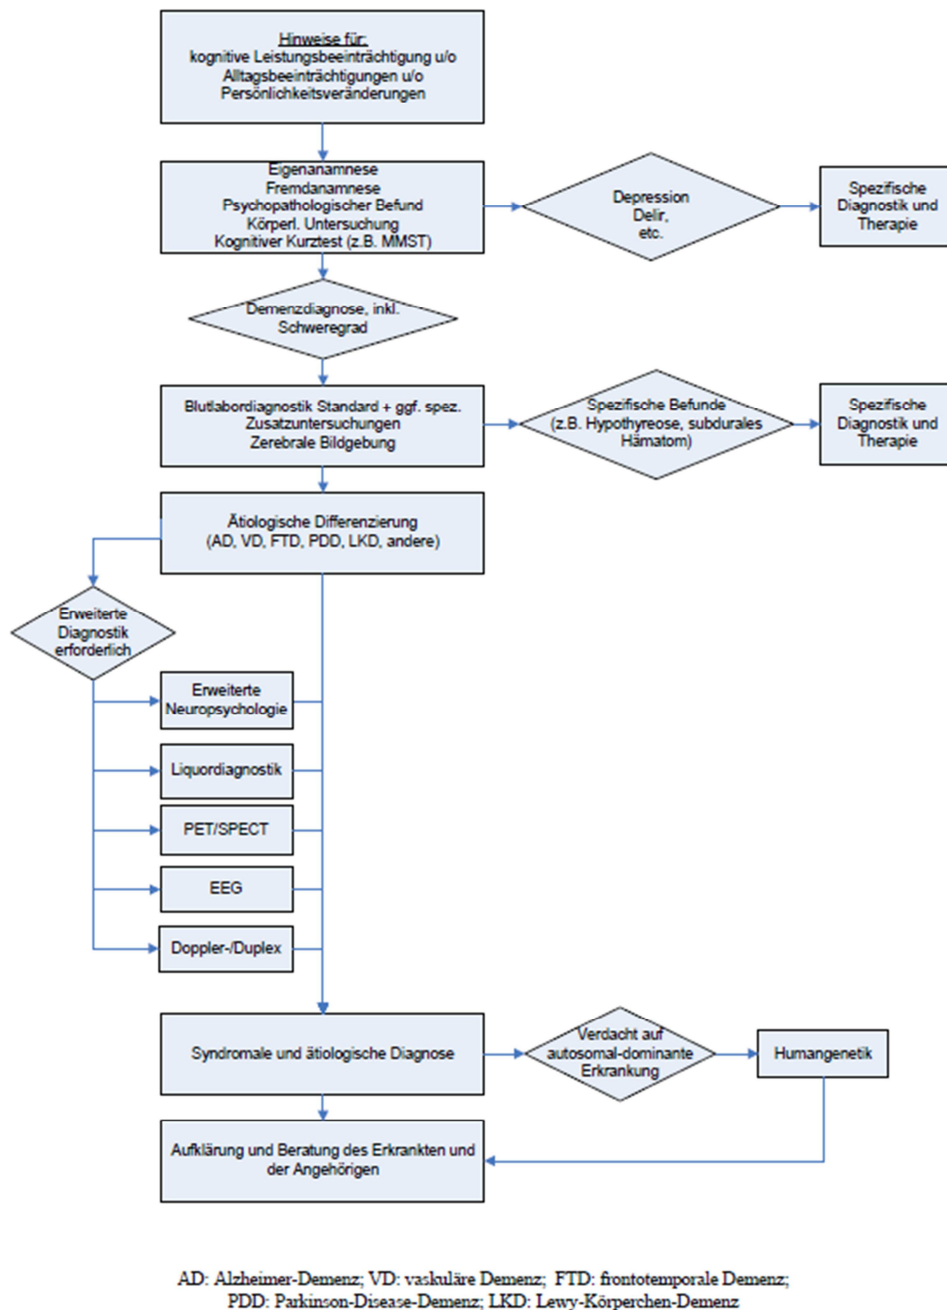 Hinweise für:
kognitive Leistungsbeeinträchtigung u/o
Alltagsbeeinträchtigungen u/o
Persönlichkeitsveränderungen
Eigenanamnese
Fremdanamnese
Psychopathologischer Befund
Körperl. Untersuchung
Kognitiver Kurztest (z.B. MMST)
Depression
Delir,
etc.
Spezifische
Diagnostik und
Therapie
Demenzdiagnose, inkl.
Schweregrad
Blutlabordiagnostik Standard + ggf. spez.
Zusatzuntersuchungen
Zerebrale Bildgebung
Spezifische Befunde
(z.B. Hypothyreose, subdurales
Hämatom)
Spezifische
Diagnostik und
Therapie
Ätiologische Differenzierung
(AD, VD, FTD, PDD, LKD, andere)
Erweiterte
Diagnostik
erforderlich
Erweiterte
Neuropsychologie
Liquordiagnostik
PET/SPECT
EEG
Doppler-/Duplex
Syndromale und ätiologische Diagnose
Verdacht auf
autosomal-dominante
Erkrankung
Humangenetik
Aufklärung und Beratung des Erkrankten und
der Angehörigen
AD: Alzheimer-Demenz; VD: vaskuläre Demenz; FTD: frontotemporale Demenz;
PDD: Parkinson-Disease-Demenz; LKD: Lewy-Körperchen-Demenz